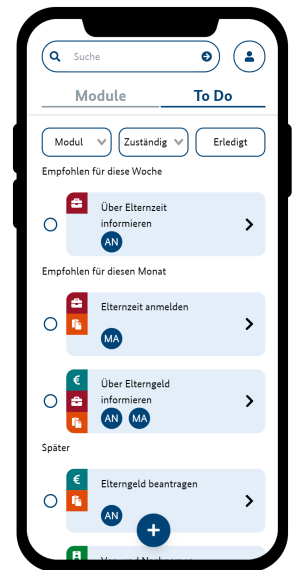 Suche
Module To Do
Modul Zuständig Erledigt
Empfohlen für diese Woche
Über Elternzeit
informieren
AN
Empfohlen für diesen Monat
Elternzeit anmelden
MA
€
Über Elterngeld
informieren
AN MA
Später
€
Elterngeld beantragen
AN
+